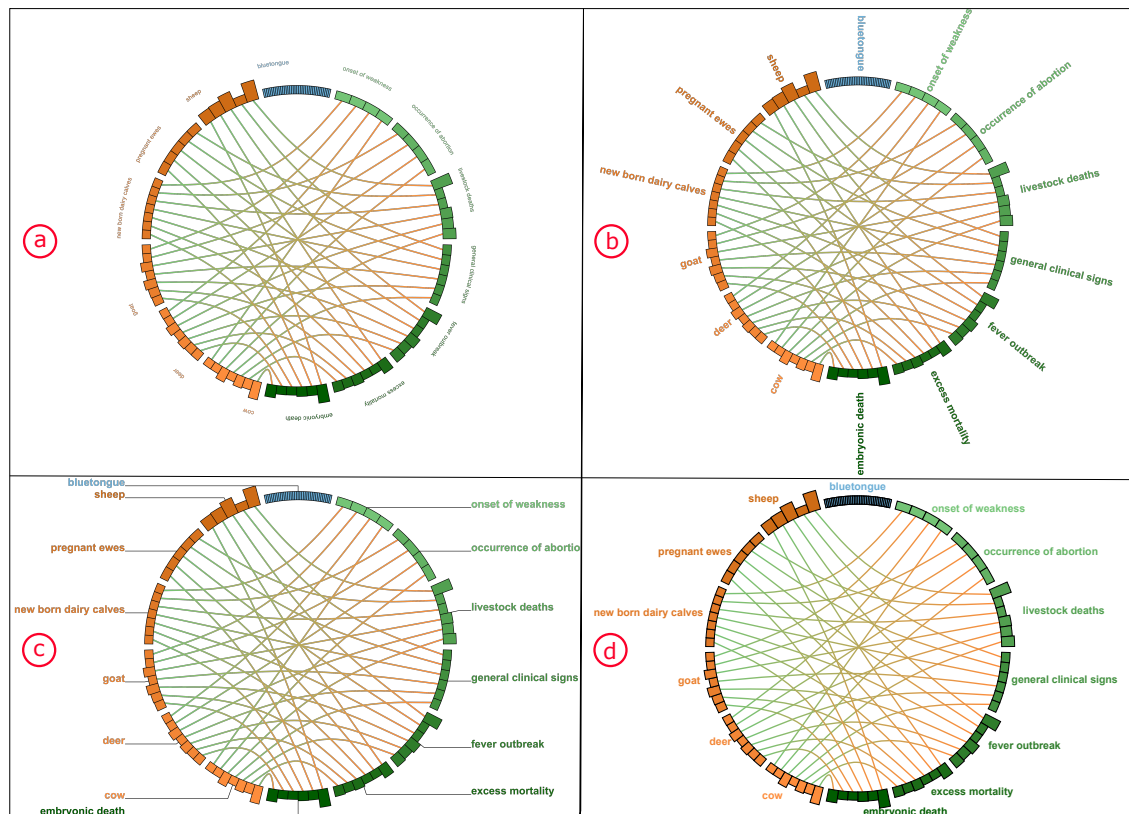 bluetongue
onset of weakness
occurrence of abortion
livestock deaths
general clinical signs
fever outbreak
excess mortality
embryonic death
cow
deer
goat
new born dairy calves
pregnant ewes
sheep
a
bluetongue
onset of weakness
occurrence of abortion
livestock deaths
general clinical signs
fever outbreak
excess mortality
embryonic death
cow
deer
goat
new born dairy calves
pregnant ewes
sheep
b
bluetongue
sheep
onset of weakness
pregnant ewes
occurrence of abortio
new born dairy calves
livestock deaths
c
goat
general clinical signs
deer
fever outbreak
cow
excess mortality
embryonic death
bluetongue
sheep
onset of weakness
pregnant ewes
occurrence of abortion
new born dairy calves
livestock deaths
d
goat
general clinical signs
deer
fever outbreak
cow
excess mortality
embryonic death